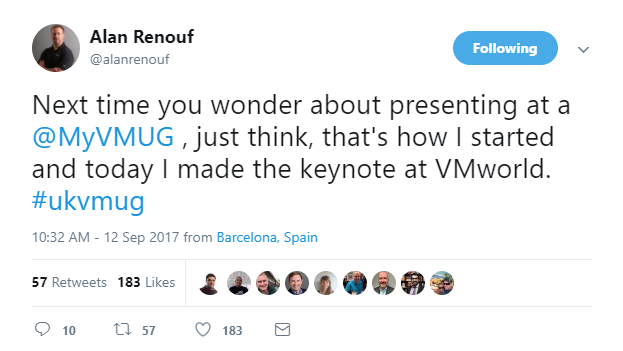 Alan Renouf
@alanrenouf
Following
Next time you wonder about presenting at a
@MyVMUG , just think, that's how I started
and today I made the keynote at VMworld.
#ukvmug
10:32 AM - 12 Sep 2017 from Barcelona, Spain
57 Retweets 183 Likes
10 57 183